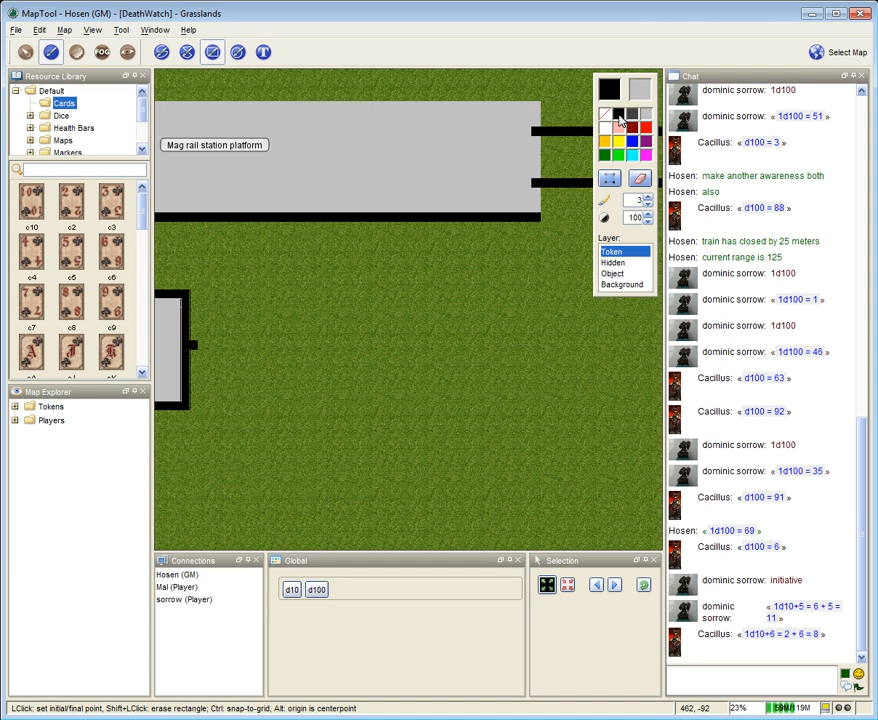 MapTool - Hosen (GM) - [DeathWatch] - Grasslands
File Edit Map View Tool Window Help
FOG
T
Select Map
Resource Library
Default
Cards
Dice
Health Bars
Maps
Markers
c10 c2 c3
c4 c5 c6
c7 c8 c9
Map Explorer
Tokens
Players
Mag rail station platform
3
100
Layer:
Token
Hidden
Object
Background
Chat
dominic sorrow: 1d100
dominic sorrow: « 1d100 = 51 »
Cacillus: « d100 = 3 »
Hosen: make another awareness both
Hosen: also
Cacillus: « d100 = 88 »
Hosen: train has closed by 25 meters
Hosen: current range is 125
dominic sorrow: 1d100
dominic sorrow: « 1d100 = 1 »
dominic sorrow: 1d100
dominic sorrow: « 1d100 = 46 »
Cacillus: « d100 = 63 »
Cacillus: « d100 = 92 »
dominic sorrow: 1d100
dominic sorrow: « 1d100 = 35 »
Cacillus: « d100 = 91 »
Hosen: « 1d100 = 69 »
Cacillus: « d100 = 6 »
dominic sorrow: initiative
dominic sorrow: « 1d10+5 = 6 + 5 =
11 »
Cacillus: « 1d10+6 = 2 + 6 = 8 »
Connections
Hosen (GM)
Mal (Player)
sorrow (Player)
Global
d10 d100
Selection
LClick: set initial/final point, Shift+LClick: erase rectangle; Ctrl: snap-to-grid, Alt: origin is centerpoint
462, -92
23%
59M/119M